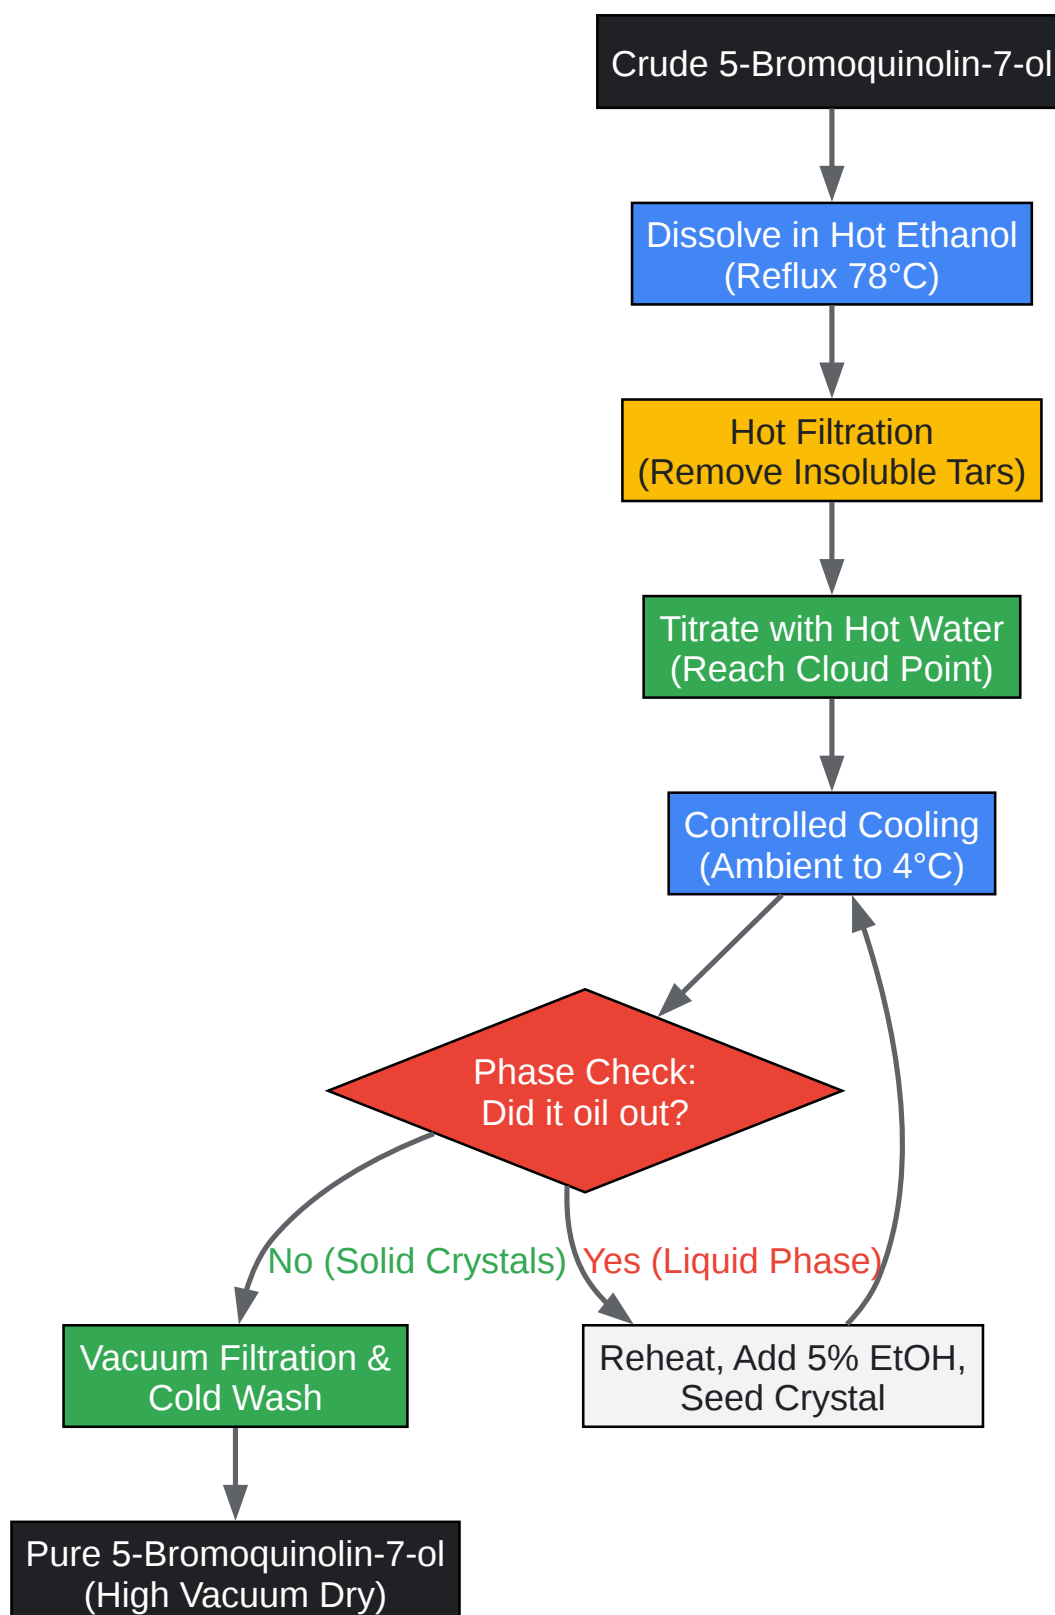 Crude 5-Bromoquinolin-7-ol
Dissolve in Hot Ethanol
(Reflux 78°C)
Hot Filtration
(Remove Insoluble Tars)
Titrate with Hot Water
(Reach Cloud Point)
Controlled Cooling
(Ambient to 4°C)
Phase Check:
Did it oil out?
No (Solid Crystals)
Yes (Liquid Phase)
Vacuum Filtration &
Cold Wash
Reheat, Add 5% EtOH,
Seed Crystal
Pure 5-Bromoquinolin-7-ol
(High Vacuum Dry)